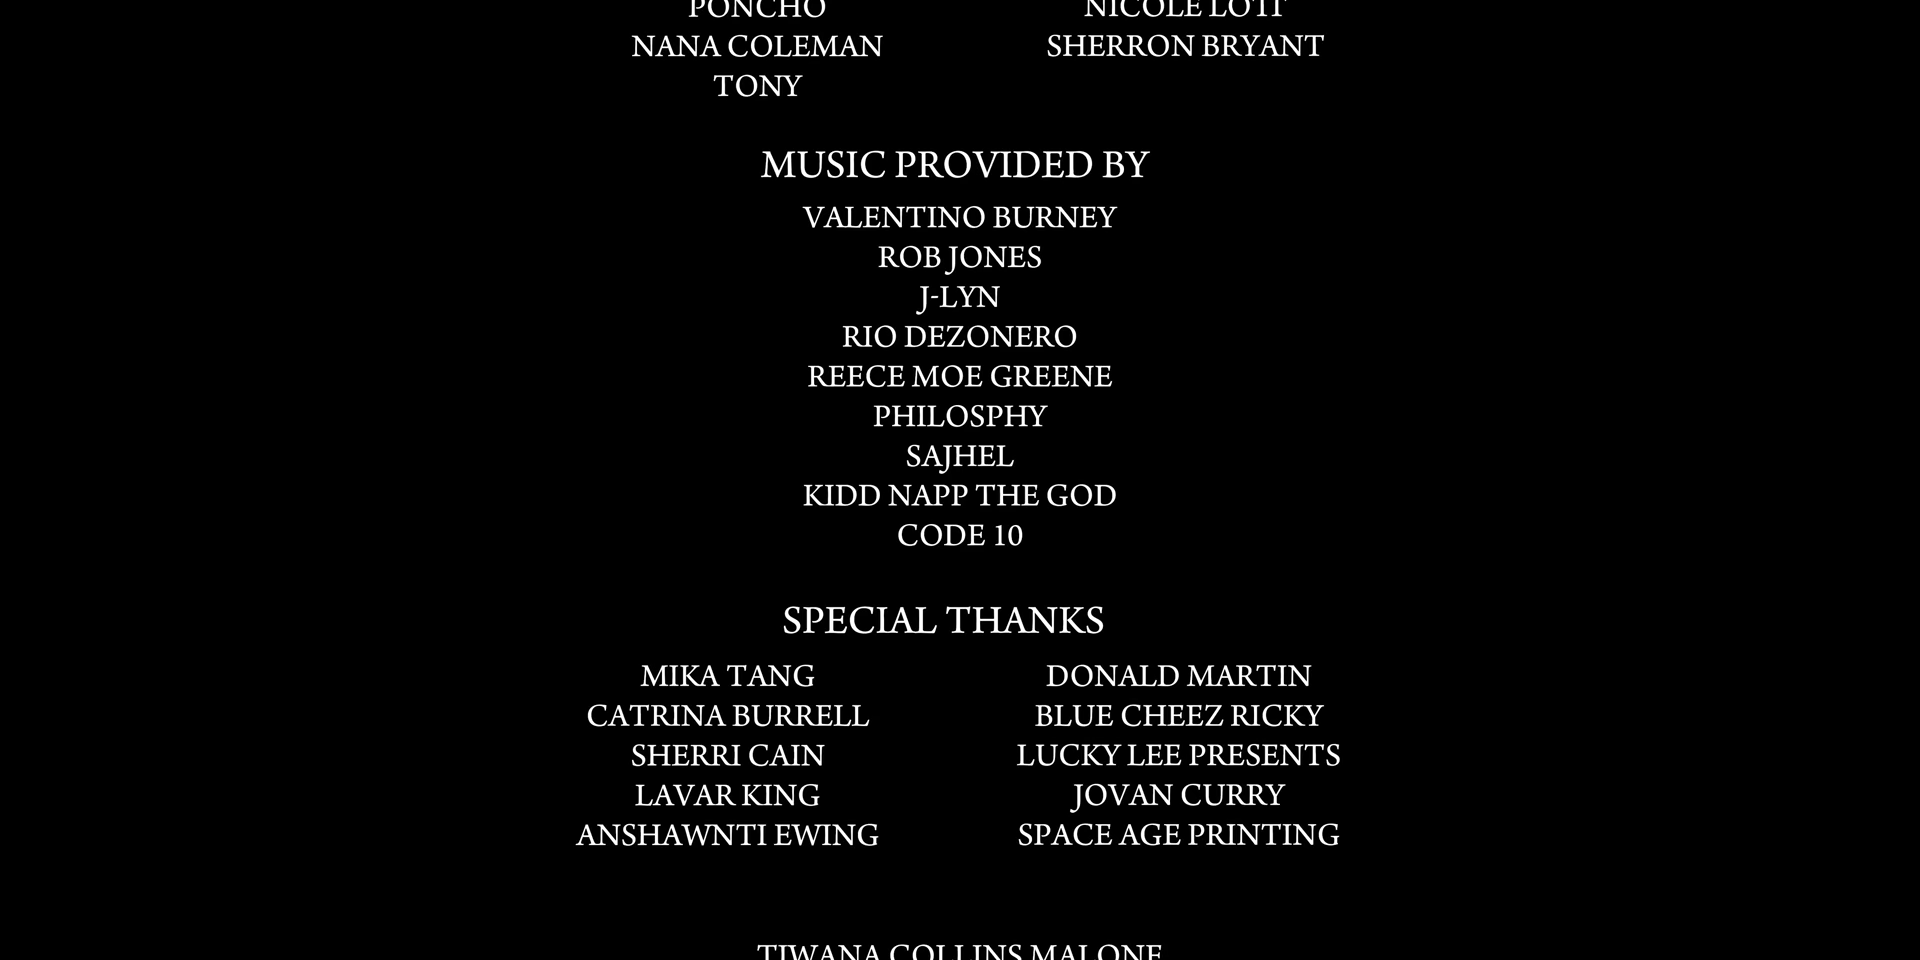 PONCHO NICOLE LOTT
NANA COLEMAN SHERRON BRYANT
TONY
MUSIC PROVIDED BY
VALENTINO BURNEY
ROB JONES
J-LYN
RIO DEZONERO
REECE MOE GREENE
PHILOSPHY
SAJHEL
KIDD NAPP THE GOD
CODE 10
SPECIAL THANKS
MIKA TANG DONALD MARTIN
CATRINA BURRELL BLUE CHEEZ RICKY
SHERRI CAIN LUCKY LEE PRESENTS
LAVAR KING JOVAN CURRY
ANSHAWNTI EWING SPACE AGE PRINTING
TIWANA COLLINS MALONE